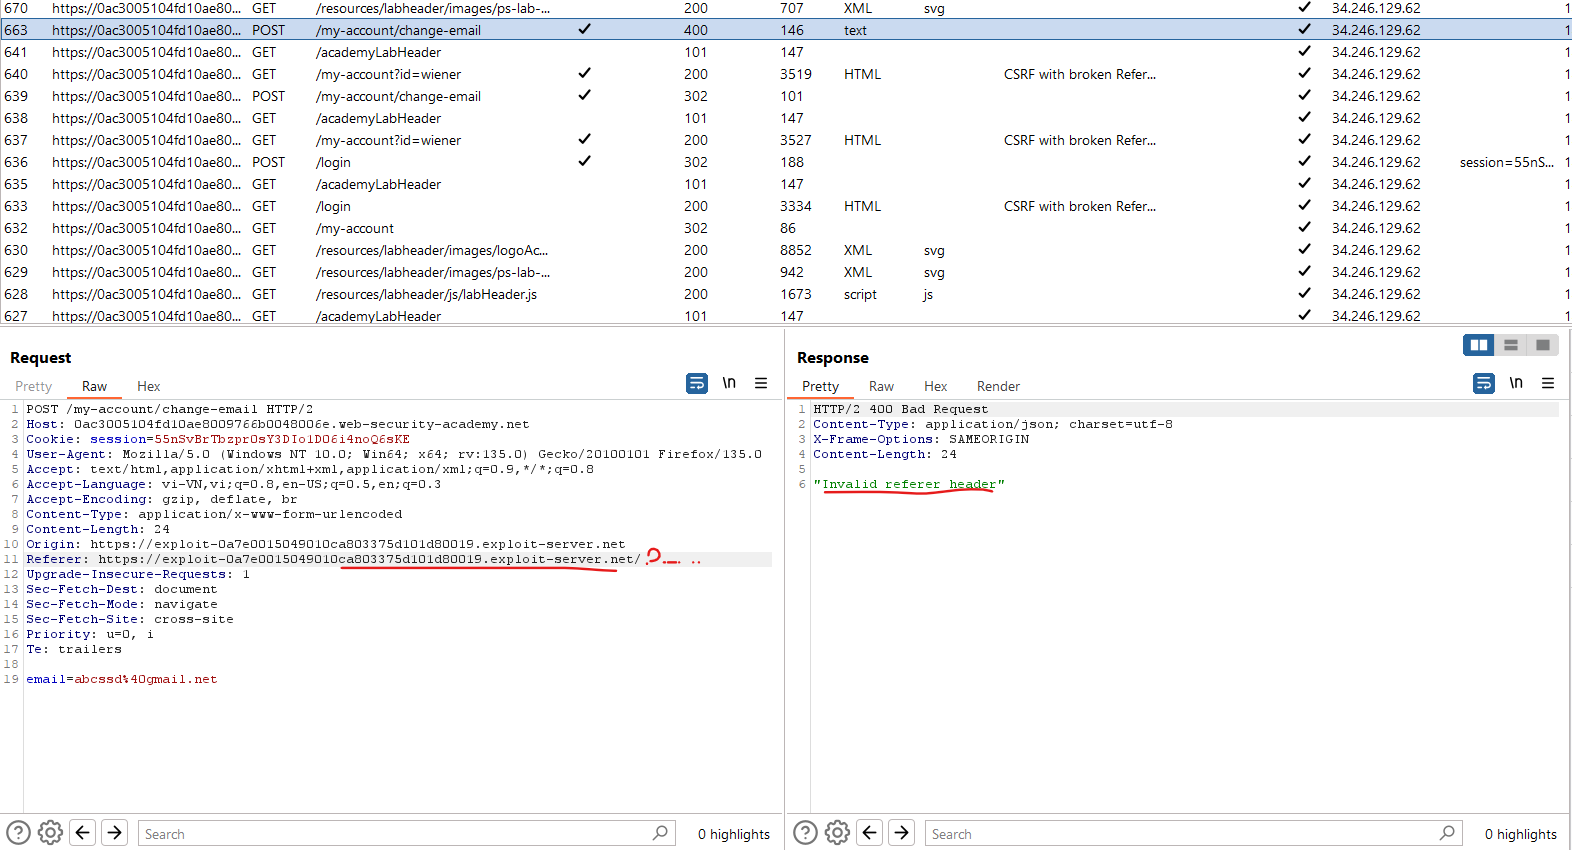 670 https://0ac3005104fd10ae80... GET /resources/labheader/images/ps-lab-... 200 707 XML svg ✓ 34.246.129.62 1
663 https://0ac3005104fd10ae80... POST /my-account/change-email ✓ 400 146 text ✓ 34.246.129.62 1
641 https://0ac3005104fd10ae80... GET /academyLabHeader 101 147 ✓ 34.246.129.62 1
640 https://0ac3005104fd10ae80... GET /my-account?id=wiener ✓ 200 3519 HTML CSRF with broken Refer... ✓ 34.246.129.62 1
639 https://0ac3005104fd10ae80... POST /my-account/change-email ✓ 302 101 ✓ 34.246.129.62 1
638 https://0ac3005104fd10ae80... GET /academyLabHeader 101 147 ✓ 34.246.129.62 1
637 https://0ac3005104fd10ae80... GET /my-account?id=wiener ✓ 200 3527 HTML CSRF with broken Refer... ✓ 34.246.129.62 1
636 https://0ac3005104fd10ae80... POST /login ✓ 302 188 ✓ 34.246.129.62 session=55nS... 1
635 https://0ac3005104fd10ae80... GET /academyLabHeader 101 147 ✓ 34.246.129.62 1
633 https://0ac3005104fd10ae80... GET /login 200 3334 HTML CSRF with broken Refer... ✓ 34.246.129.62 1
632 https://0ac3005104fd10ae80... GET /my-account 302 86 ✓ 34.246.129.62 1
630 https://0ac3005104fd10ae80... GET /resources/labheader/images/logoAc... 200 8852 XML svg ✓ 34.246.129.62 1
629 https://0ac3005104fd10ae80... GET /resources/labheader/images/ps-lab-... 200 942 XML svg ✓ 34.246.129.62 1
628 https://0ac3005104fd10ae80... GET /resources/labheader/js/labHeader.js 200 1673 script js ✓ 34.246.129.62 1
627 https://0ac3005104fd10ae80... GET /academyLabHeader 101 147 ✓ 34.246.129.62 1
Request
Pretty Raw Hex \n
1 POST /my-account/change-email HTTP/2
2 Host: 0ac3005104fd10ae8009766b0048006e.web-security-academy.net
3 Cookie: session=55nSvBrTbzpr0sY3DIo1D06i4noQ6sKE
4 User-Agent: Mozilla/5.0 (Windows NT 10.0; Win64; x64; rv:135.0) Gecko/20100101 Firefox/135.0
5 Accept: text/html,application/xhtml+xml,application/xml;q=0.9,*/*;q=0.8
6 Accept-Language: vi-VN,vi;q=0.8,en-US;q=0.5,en;q=0.3
7 Accept-Encoding: gzip, deflate, br
8 Content-Type: application/x-www-form-urlencoded
9 Content-Length: 24
10 Origin: https://exploit-0a7e0015049010ca803375d101d80019.exploit-server.net
11 Referer: https://exploit-0a7e0015049010ca803375d101d80019.exploit-server.net/
12 Upgrade-Insecure-Requests: 1
13 Sec-Fetch-Dest: document
14 Sec-Fetch-Mode: navigate
15 Sec-Fetch-Site: cross-site
16 Priority: u=0, i
17 Te: trailers
18
19 email=abcssd%40gmail.net
Search 0 highlights
Response
Pretty Raw Hex Render \n
1 HTTP/2 400 Bad Request
2 Content-Type: application/json; charset=utf-8
3 X-Frame-Options: SAMEORIGIN
4 Content-Length: 24
5
6 "Invalid referer header"
Search 0 highlights